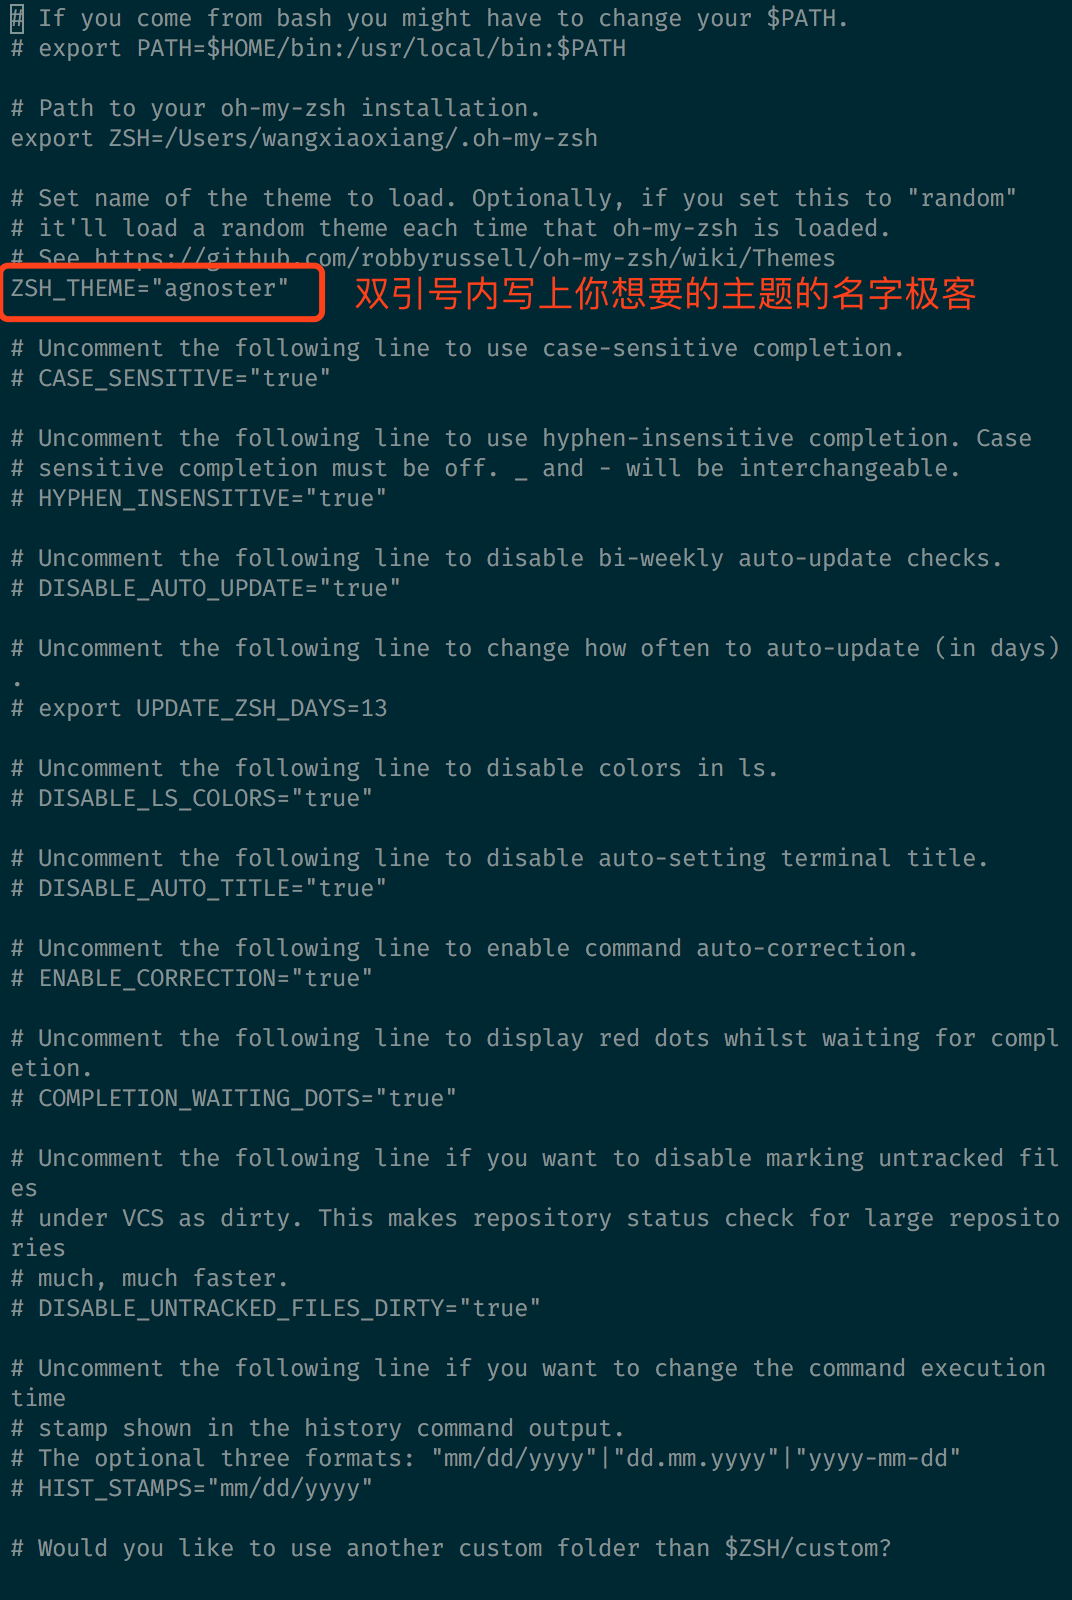 # If you come from bash you might have to change your $PATH.
# export PATH=$HOME/bin:/usr/local/bin:$PATH
# Path to your oh-my-zsh installation.
export ZSH=/Users/wangxiaoxiang/.oh-my-zsh
# Set name of the theme to load. Optionally, if you set this to "random"
# it'll load a random theme each time that oh-my-zsh is loaded.
# See https://github.com/robbyrussell/oh-my-zsh/wiki/Themes
ZSH_THEME="agnoster" 双引号内写上你想要的主题的名字极客
# Uncomment the following line to use case-sensitive completion.
# CASE_SENSITIVE="true"
# Uncomment the following line to use hyphen-insensitive completion. Case
# sensitive completion must be off. _ and - will be interchangeable.
# HYPHEN_INSENSITIVE="true"
# Uncomment the following line to disable bi-weekly auto-update checks.
# DISABLE_AUTO_UPDATE="true"
# Uncomment the following line to change how often to auto-update (in days)
.
# export UPDATE_ZSH_DAYS=13
# Uncomment the following line to disable colors in ls.
# DISABLE_LS_COLORS="true"
# Uncomment the following line to disable auto-setting terminal title.
# DISABLE_AUTO_TITLE="true"
# Uncomment the following line to enable command auto-correction.
# ENABLE_CORRECTION="true"
# Uncomment the following line to display red dots whilst waiting for compl
etion.
# COMPLETION_WAITING_DOTS="true"
# Uncomment the following line if you want to disable marking untracked fil
es
# under VCS as dirty. This makes repository status check for large reposito
ries
# much, much faster.
# DISABLE_UNTRACKED_FILES_DIRTY="true"
# Uncomment the following line if you want to change the command execution
time
# stamp shown in the history command output.
# The optional three formats: "mm/dd/yyyy"|"dd.mm.yyyy"|"yyyy-mm-dd"
# HIST_STAMPS="mm/dd/yyyy"
# Would you like to use another custom folder than $ZSH/custom?